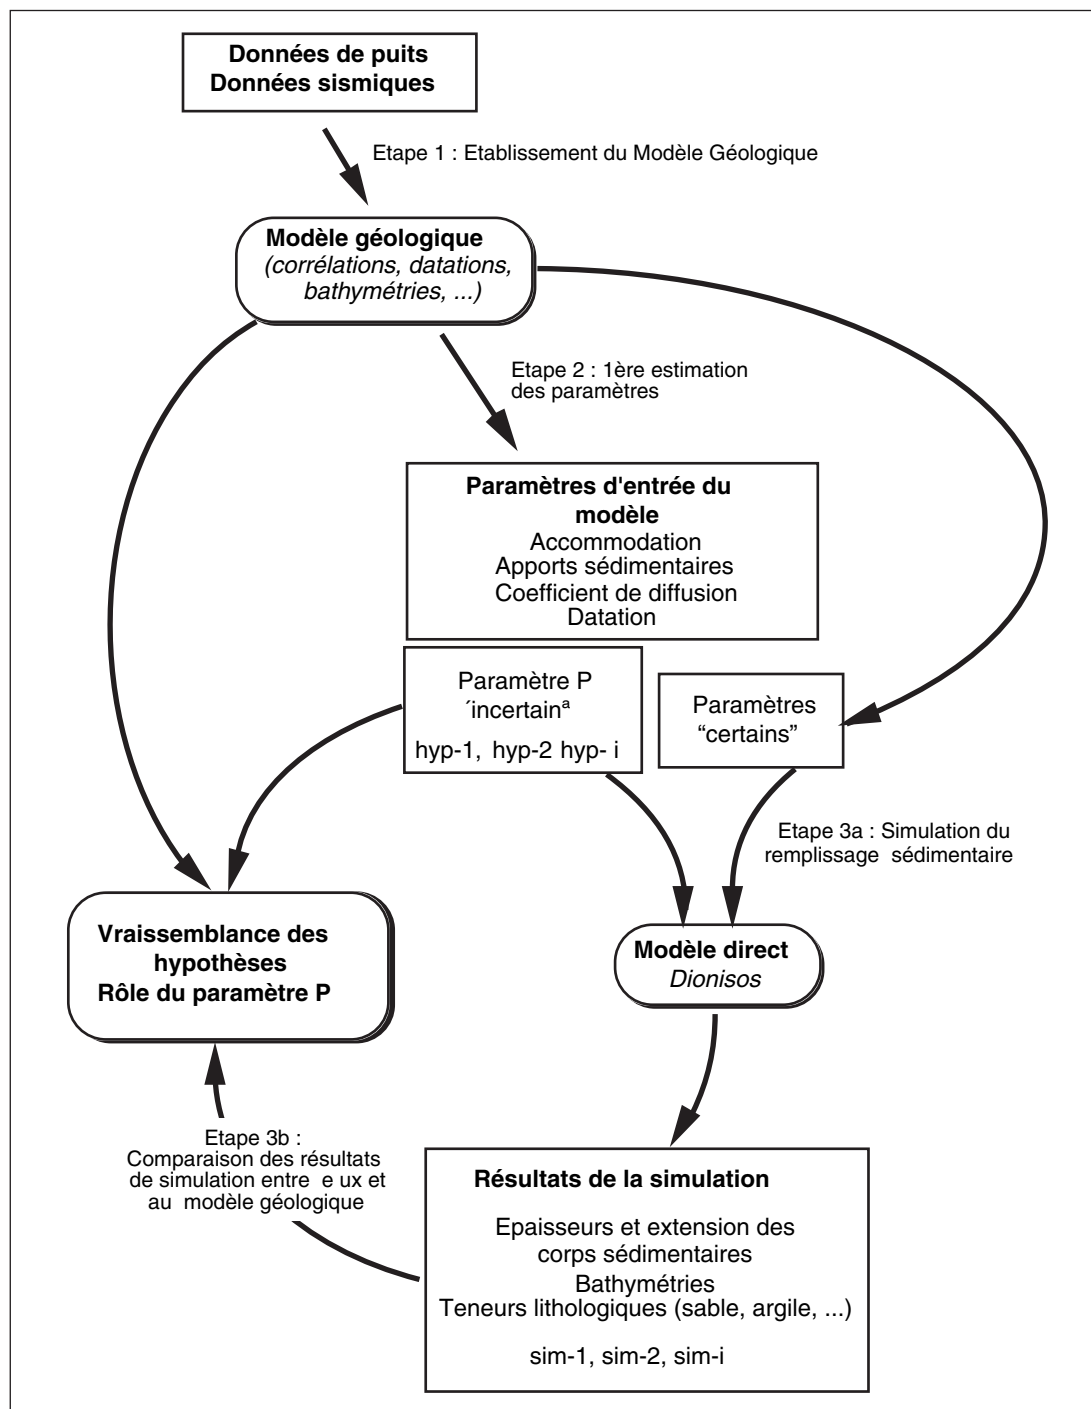 Données de puits
Données sismiques
Etape 1 : Etablissement du Modèle Géologique
Modèle géologique
(corrélations, datations,
bathymétries, ...)
Etape 2 : 1ère estimation
des paramètres
Paramètres d'entrée du
modèle
Accommodation
Apports sédimentaires
Coefficient de diffusion
Datation
Paramètre P
´incertainª
hyp-1, hyp-2 hyp- i
Paramètres
“certains”
Etape 3a : Simulation du
remplissage sédimentaire
Vraissemblance des
hypothèses
Rôle du paramètre P
Modèle direct
Dionisos
Etape 3b :
Comparaison des résultats
de simulation entre e ux et
au modèle géologique
Résultats de la simulation
Epaisseurs et extension des
corps sédimentaires
Bathymétries
Teneurs lithologiques (sable, argile, ...)
sim-1, sim-2, sim-i